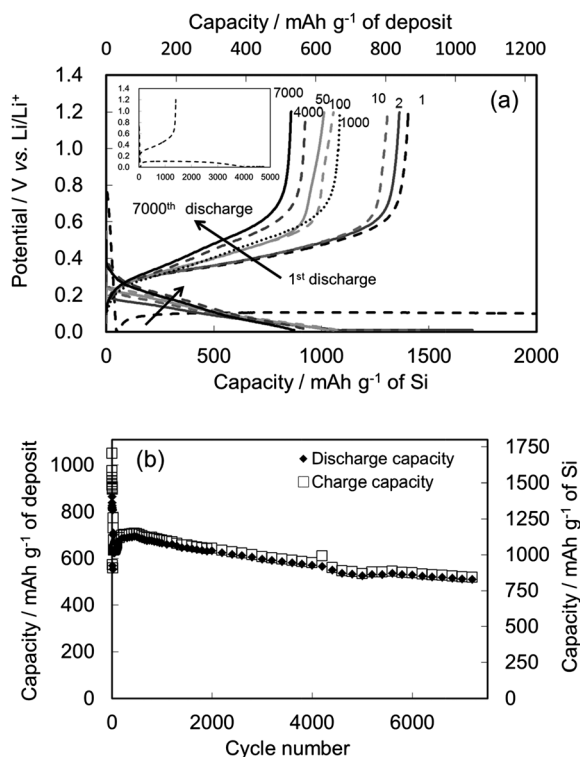 Capacity / mAh g⁻¹ of deposit
0 200 400 600 800 1000 1200
(a)
1.4
1.2
1.0
0.8
0.6
0.4
0.2
0.0
Potential / V vs. Li/Li⁺
7000 4000 50 100 1000 10 2 1
1.4
1.2
1.0
0.8
0.6
0.4
0.2
0.0
0 1000 2000 3000 4000 5000
7000th discharge
1st discharge
0 500 1000 1500 2000
Capacity / mAh g⁻¹ of Si
(b)
Discharge capacity
Charge capacity
Capacity / mAh g⁻¹ of deposit
1000
800
600
400
200
0
1750
1500
1250
1000
750
500
250
0
Capacity / mAh g⁻¹ of Si
0 2000 4000 6000
Cycle number